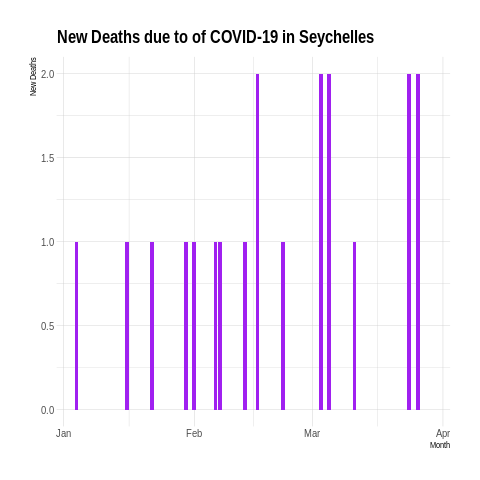 New Deaths due to of COVID-19 in Seychelles
New Deaths
2.0
1.5
1.0
0.5
0.0
Jan Feb Mar Apr
Month